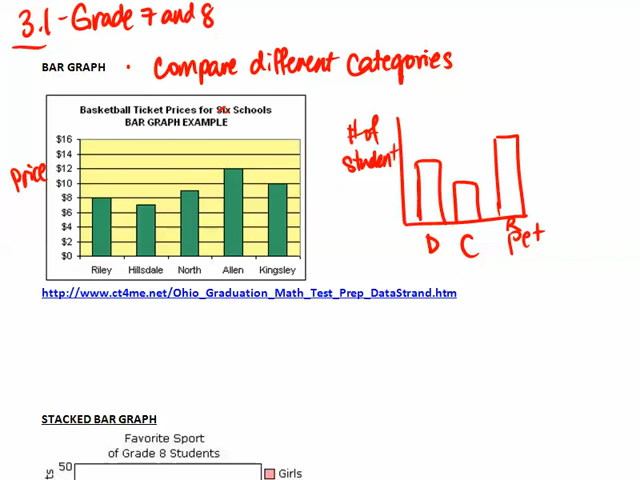 3.1 - Grade 7 and 8
BAR GRAPH
• Compare different Categories
Basketball Ticket Prices for Six Schools
BAR GRAPH EXAMPLE
Price
$16
$14
$12
$10
$8
$6
$4
$2
$0
Riley Hillsdale North Allen Kingsley
# of
student
D C R
Pet
http://www.ct4me.net/Ohio_Graduation_Math_Test_Prep_DataStrand.htm
STACKED BAR GRAPH
Favorite Sport
of Grade 8 Students
50
Girls